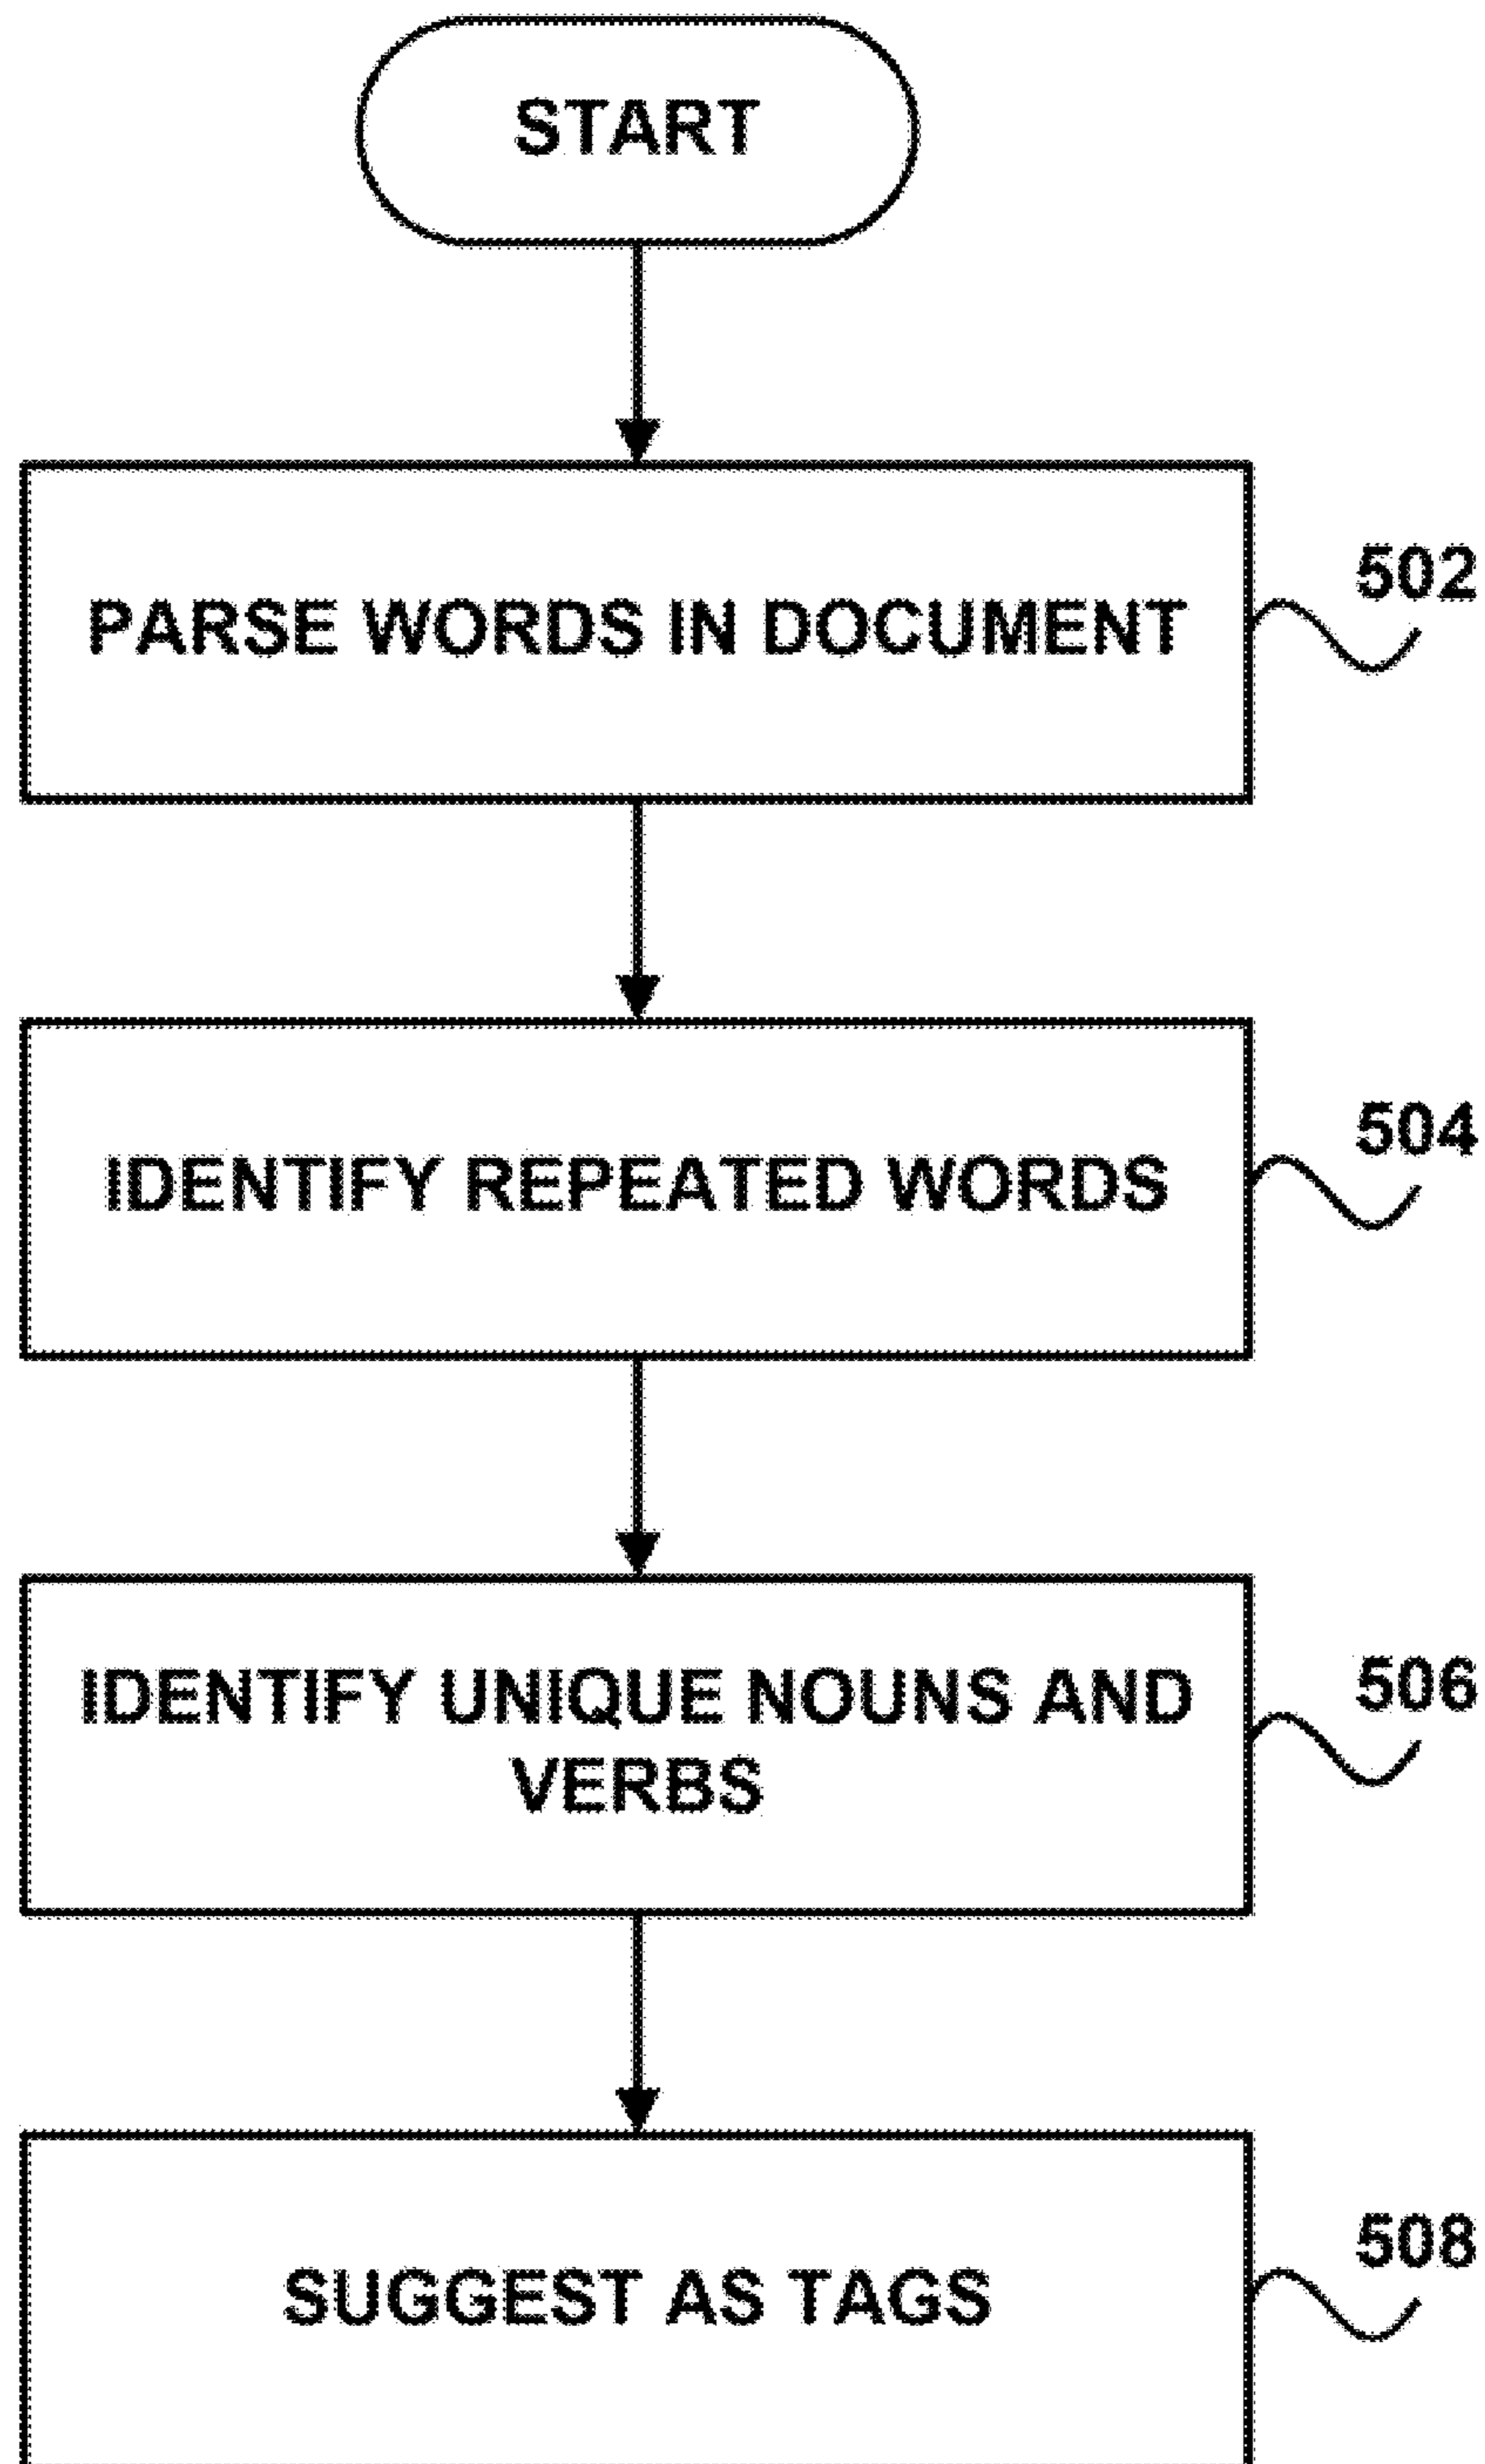 START
502
PARSE WORDS IN DOCUMENT
504
IDENTIFY REPEATED WORDS
506
IDENTIFY UNIQUE NOUNS AND
VERBS
508
SUGGEST AS TAGS